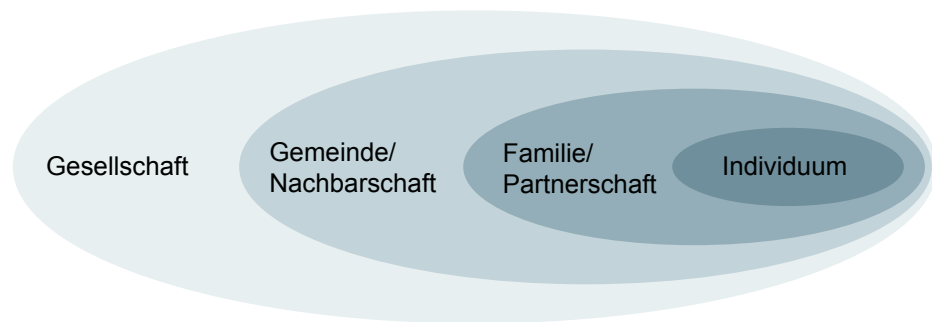 Gesellschaft
Gemeinde/
Nachbarschaft
Familie/
Partnerschaft
Individuum